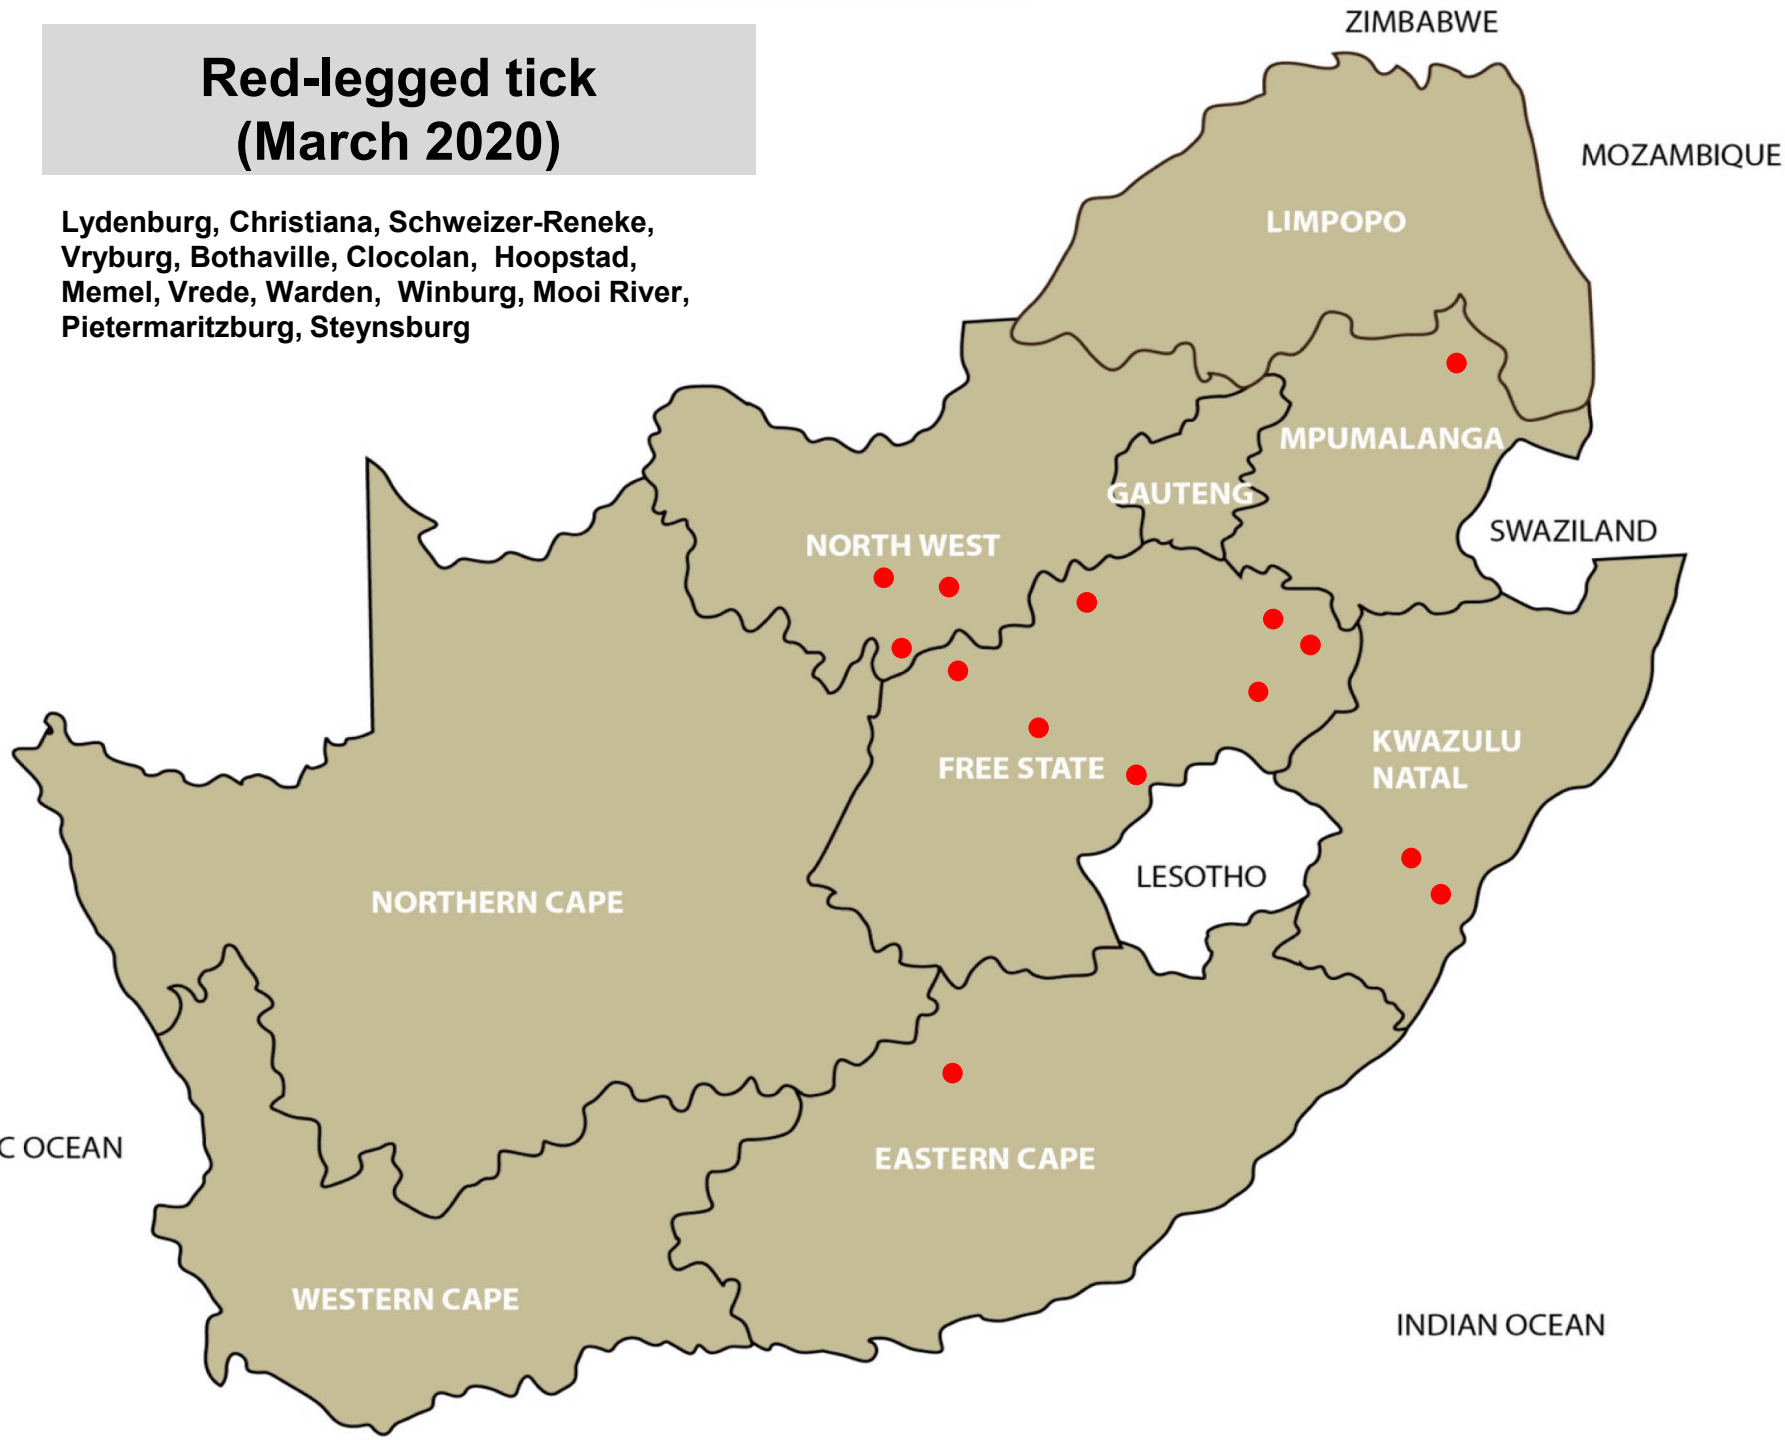 Red-legged tick
(March 2020)
Lydenburg, Christiana, Schweizer-Reneke,
Vryburg, Bothaville, Clocolan, Hoopstad,
Memel, Vrede, Warden, Winburg, Mooi River,
Pietermaritzburg, Steynsburg
ZIMBABWE
MOZAMBIQUE
LIMPOPO
MPUMALANGA
GAUTENG
SWAZILAND
NORTH WEST
KWAZULU
NATAL
FREE STATE
LESOTHO
NORTHERN CAPE
C OCEAN
EASTERN CAPE
WESTERN CAPE
INDIAN OCEAN